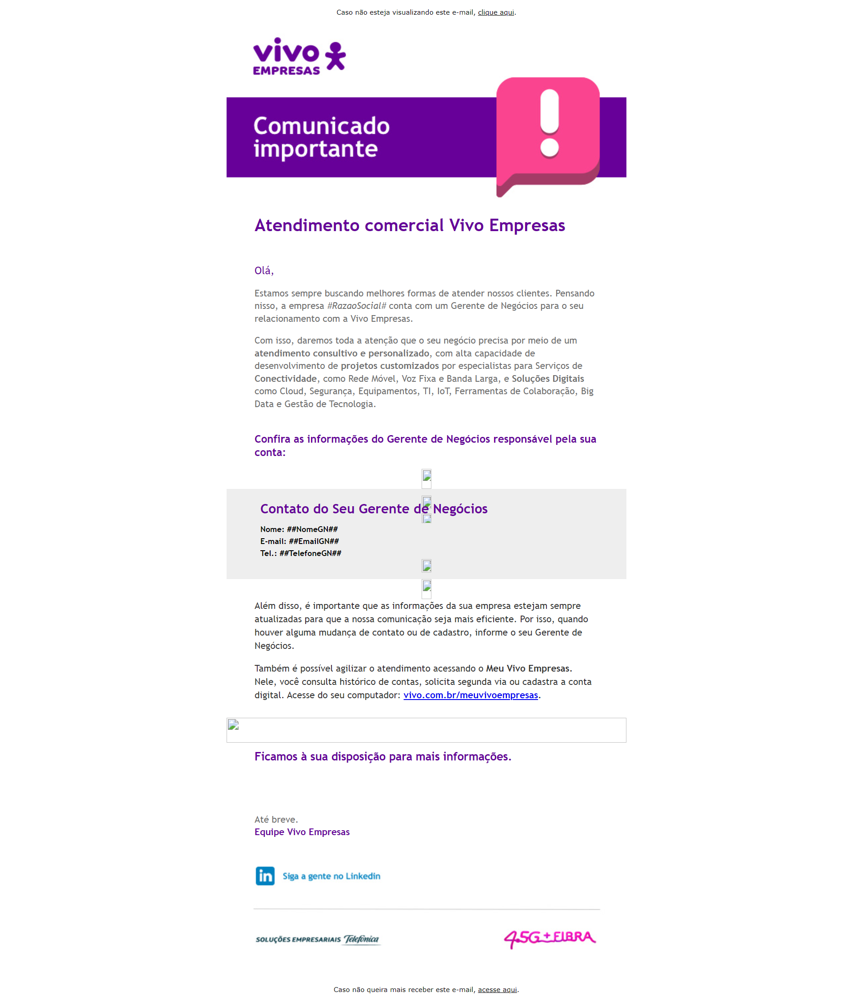 Caso não esteja visualizando este e-mail, clique aqui.
vivo
EMPRESAS
Comunicado
importante
Atendimento comercial Vivo Empresas
Olá,
Estamos sempre buscando melhores formas de atender nossos clientes. Pensando
nisso, a empresa #RazaoSocial# conta com um Gerente de Negócios para o seu
relacionamento com a Vivo Empresas.
Com isso, daremos toda a atenção que o seu negócio precisa por meio de um
atendimento consultivo e personalizado, com alta capacidade de
desenvolvimento de projetos customizados por especialistas para Serviços de
Conectividade, como Rede Móvel, Voz Fixa e Banda Larga, e Soluções Digitais
como Cloud, Segurança, Equipamentos, TI, IoT, Ferramentas de Colaboração, Big
Data e Gestão de Tecnologia.
Confira as informações do Gerente de Negócios responsável pela sua
conta:
Contato do Seu Gerente de Negócios
Nome: ##NomeGN##
E-mail: ##EmailGN##
Tel.: ##TelefoneGN##
Além disso, é importante que as informações da sua empresa estejam sempre
atualizadas para que a nossa comunicação seja mais eficiente. Por isso, quando
houver alguma mudança de contato ou de cadastro, informe o seu Gerente de
Negócios.
Também é possível agilizar o atendimento acessando o Meu Vivo Empresas.
Nele, você consulta histórico de contas, solicita segunda via ou cadastra a conta
digital. Acesse do seu computador: vivo.com.br/meuvivoempresas.
Ficamos à sua disposição para mais informações.
Até breve.
Equipe Vivo Empresas
in Siga a gente no Linkedin
SOLUÇÕES EMPRESARIAIS Telefónica
4.5G + FIBRA
Caso não queira mais receber este e-mail, acesse aqui.